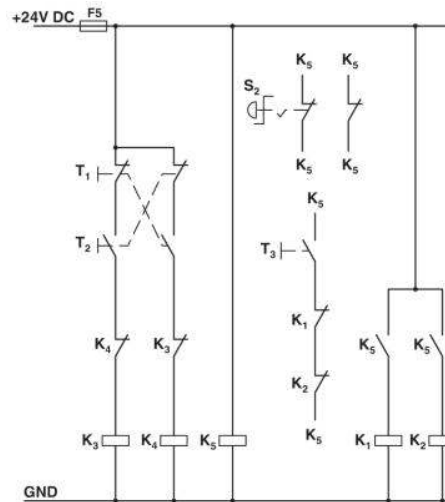 +24V DC
F5
K5 K5
S2
K5 K5
T1
K5
T2
T3
K1
K4 K3 K5 K5
K2
K5
K3 K4 K5 K1 K2
GND